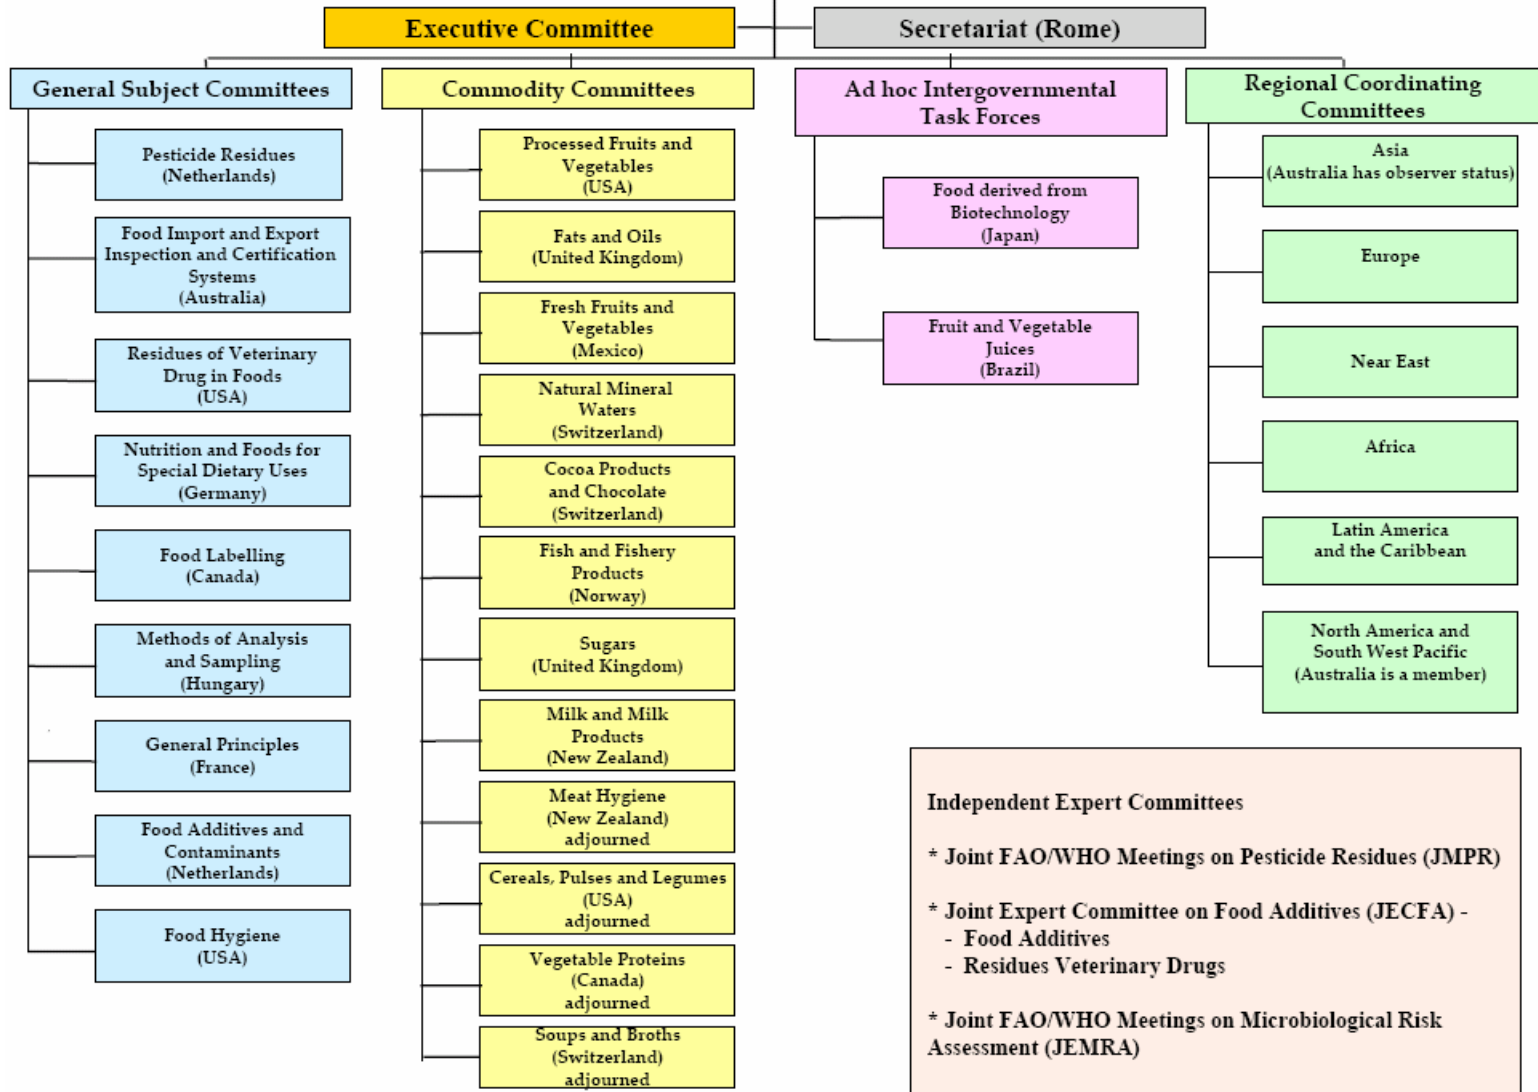 Executive Committee
Secretariat (Rome)
General Subject Committees
Pesticide Residues
(Netherlands)
Food Import and Export
Inspection and Certification
Systems
(Australia)
Residues of Veterinary
Drug in Foods
(USA)
Nutrition and Foods for
Special Dietary Uses
(Germany)
Food Labelling
(Canada)
Methods of Analysis
and Sampling
(Hungary)
General Principles
(France)
Food Additives and
Contaminants
(Netherlands)
Food Hygiene
(USA)
Commodity Committees
Processed Fruits and
Vegetables
(USA)
Fats and Oils
(United Kingdom)
Fresh Fruits and
Vegetables
(Mexico)
Natural Mineral
Waters
(Switzerland)
Cocoa Products
and Chocolate
(Switzerland)
Fish and Fishery
Products
(Norway)
Sugars
(United Kingdom)
Milk and Milk
Products
(New Zealand)
Meat Hygiene
(New Zealand)
adjourned
Cereals, Pulses and Legumes
(USA)
adjourned
Vegetable Proteins
(Canada)
adjourned
Soups and Broths
(Switzerland)
adjourned
Ad hoc Intergovernmental
Task Forces
Food derived from
Biotechnology
(Japan)
Fruit and Vegetable
Juices
(Brazil)
Regional Coordinating
Committees
Asia
(Australia has observer status)
Europe
Near East
Africa
Latin America
and the Caribbean
North America and
South West Pacific
(Australia is a member)
Independent Expert Committees
* Joint FAO/WHO Meetings on Pesticide Residues (JMPR)
* Joint Expert Committee on Food Additives (JECFA) -
- Food Additives
- Residues Veterinary Drugs
* Joint FAO/WHO Meetings on Microbiological Risk
Assessment (JEMRA)